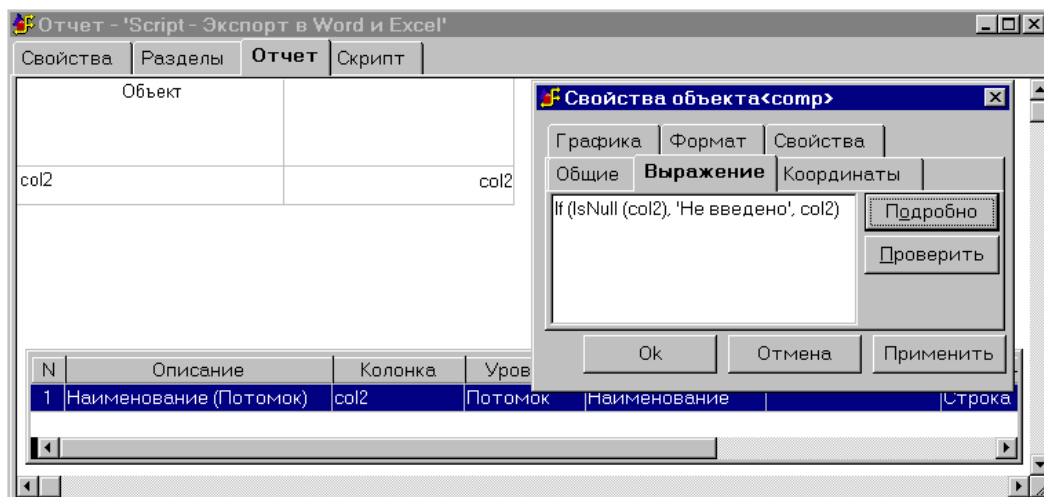 Отчет - 'Script - Экспорт в Word и Excel'
Свойства Разделы Отчет Скрипт
Объект
col2 col2
Свойства объекта<comp>
Графика Формат Свойства
Общие Выражение Координаты
If (IsNull (col2), 'Не введено', col2)
Подробно
Проверить
Ok Отмена Применить
N Описание Колонка Уров
1 Наименование (Потомок) col2 Потомок Наименование Строка